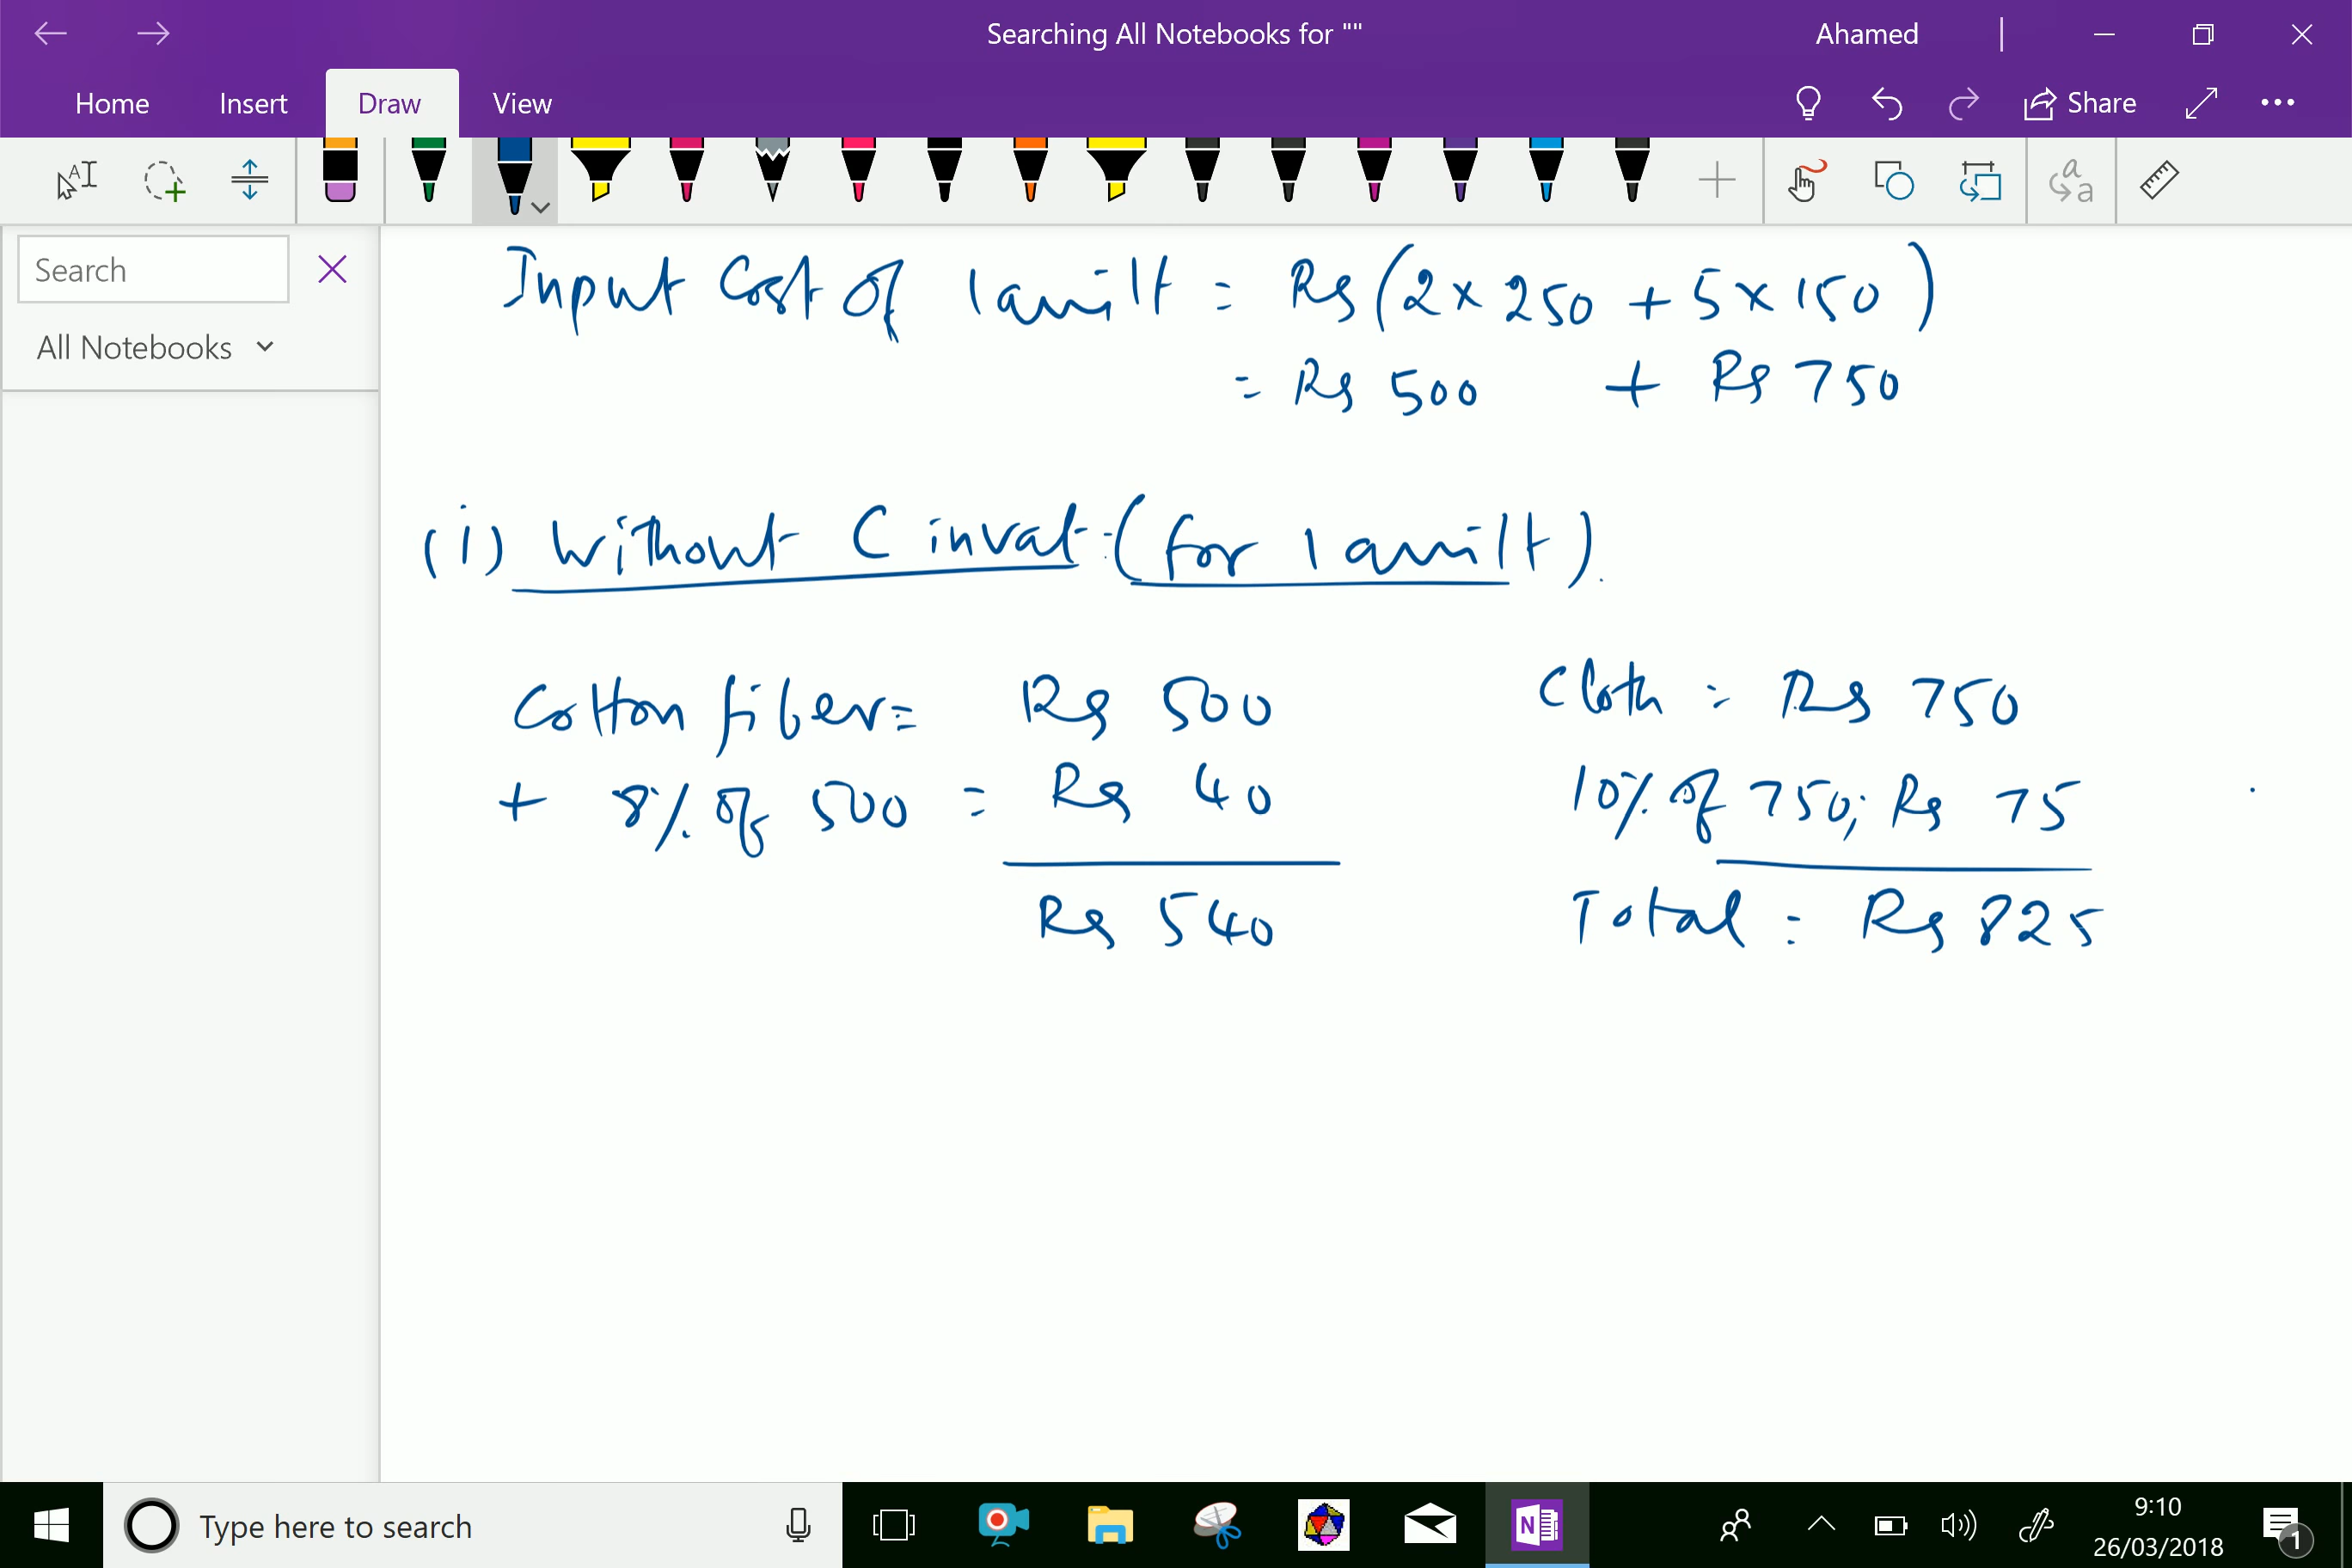 Searching All Notebooks for ""
Ahamed
Home Insert Draw View
Share
Search
All Notebooks
Input Cost of 1 a quilt = Rs (2 x 250 + 5 x 150)
= Rs 500 + Rs 750
(i) Without Cinvat: (for 1 a quilt).
Cotton fiber = Rs 500
+ 8% of 500 = Rs 40
Rs 540
Cloth = Rs 750
10% of 750; Rs 75
Total = Rs 825
Type here to search
9:10
26/03/2018
1